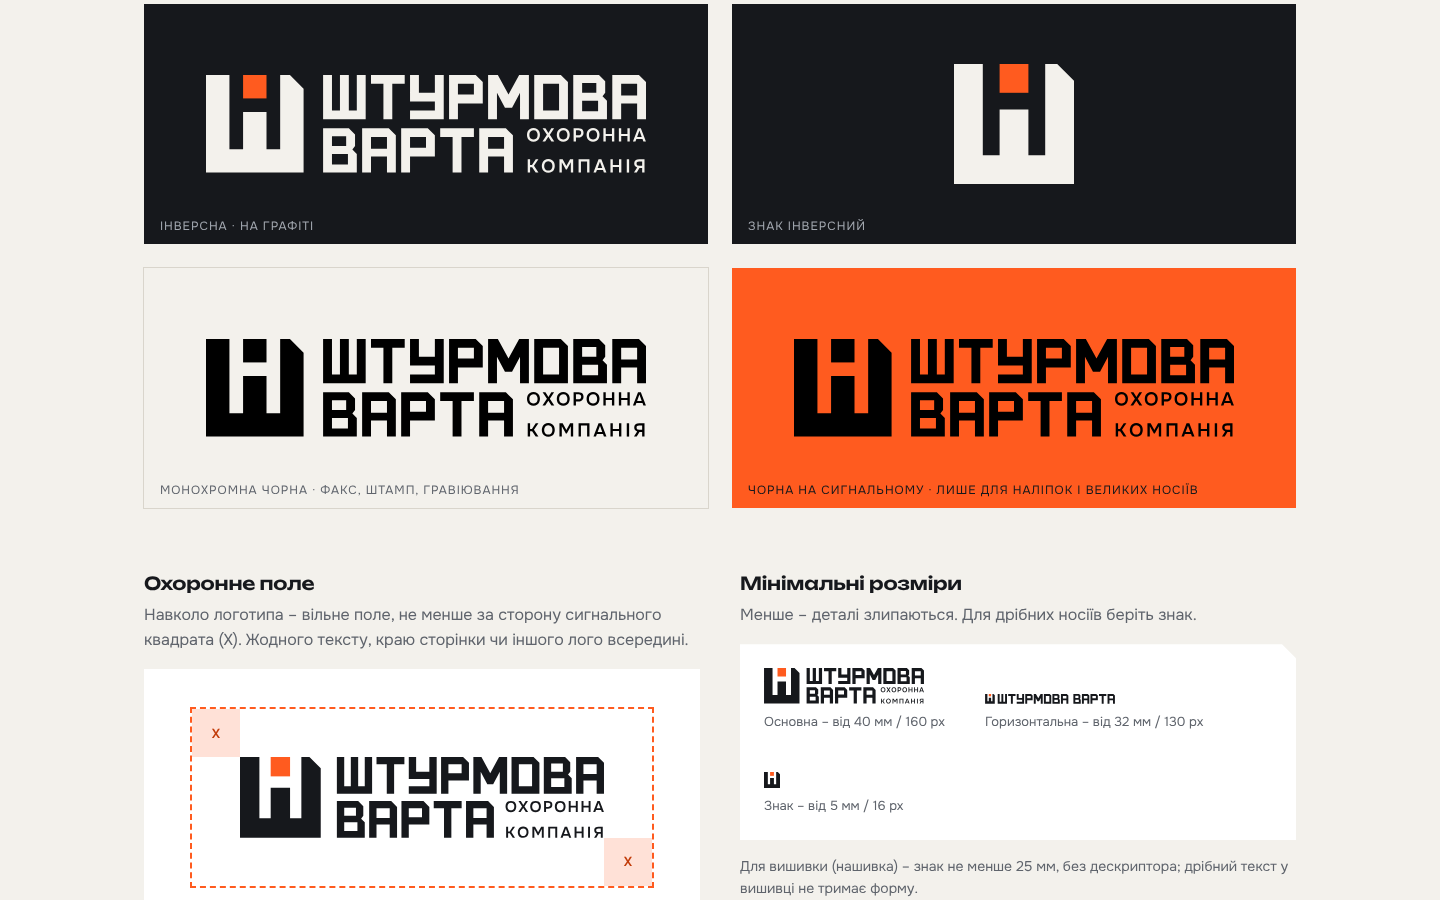 ШТУРМОВА
ВАРТА ОХОРОННА
КОМПАНІЯ
ІНВЕРСНА · НА ГРАФІТІ
ЗНАК ІНВЕРСНИЙ
ШТУРМОВА
ВАРТА ОХОРОННА
КОМПАНІЯ
МОНОХРОМНА ЧОРНА · ФАКС, ШТАМП, ГРАВІЮВАННЯ
ШТУРМОВА
ВАРТА ОХОРОННА
КОМПАНІЯ
ЧОРНА НА СИГНАЛЬНОМУ · ЛИШЕ ДЛЯ НАЛІПОК І ВЕЛИКИХ НОСІЇВ
Охоронне поле
Навколо логотипа – вільне поле, не менше за сторону сигнального
квадрата (X). Жодного тексту, краю сторінки чи іншого лого всередині.
X
ШТУРМОВА
ВАРТА ОХОРОННА
КОМПАНІЯ
X
Мінімальні розміри
Менше – деталі злипаються. Для дрібних носіїв беріть знак.
ШТУРМОВА
ВАРТА ОХОРОННА
КОМПАНІЯ
Основна – від 40 мм / 160 px
ШТУРМОВА ВАРТА
Горизонтальна – від 32 мм / 130 px
Знак – від 5 мм / 16 px
Для вишивки (нашивка) – знак не менше 25 мм, без дескриптора; дрібний текст у
вишивці не тримає форму.